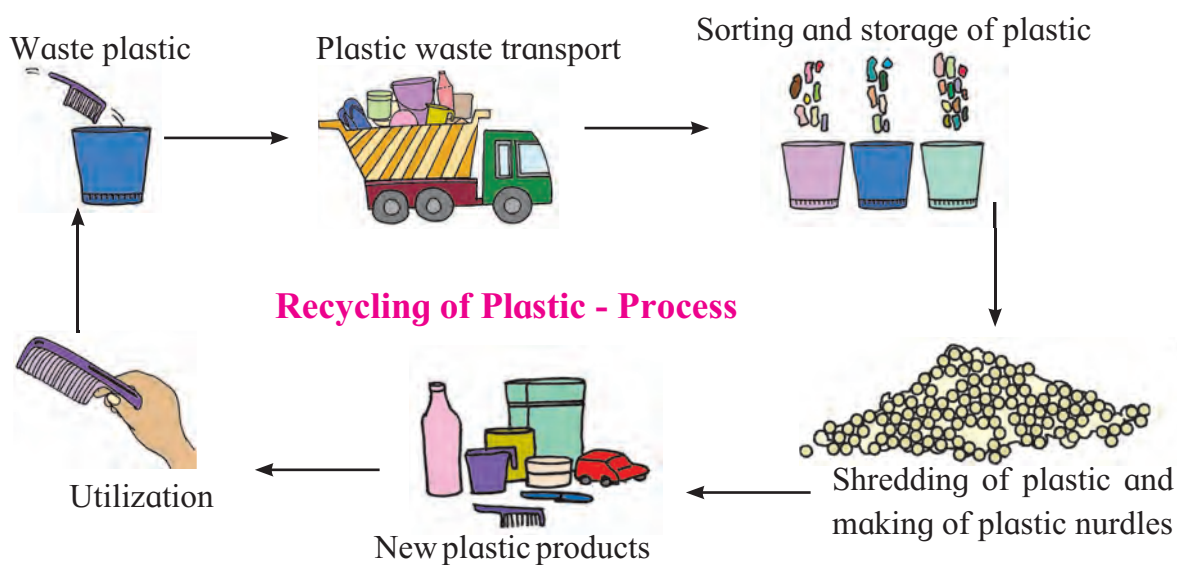 Waste plastic
Plastic waste transport
Sorting and storage of plastic
Recycling of Plastic - Process
Utilization
New plastic products
Shredding of plastic and
making of plastic nurdles